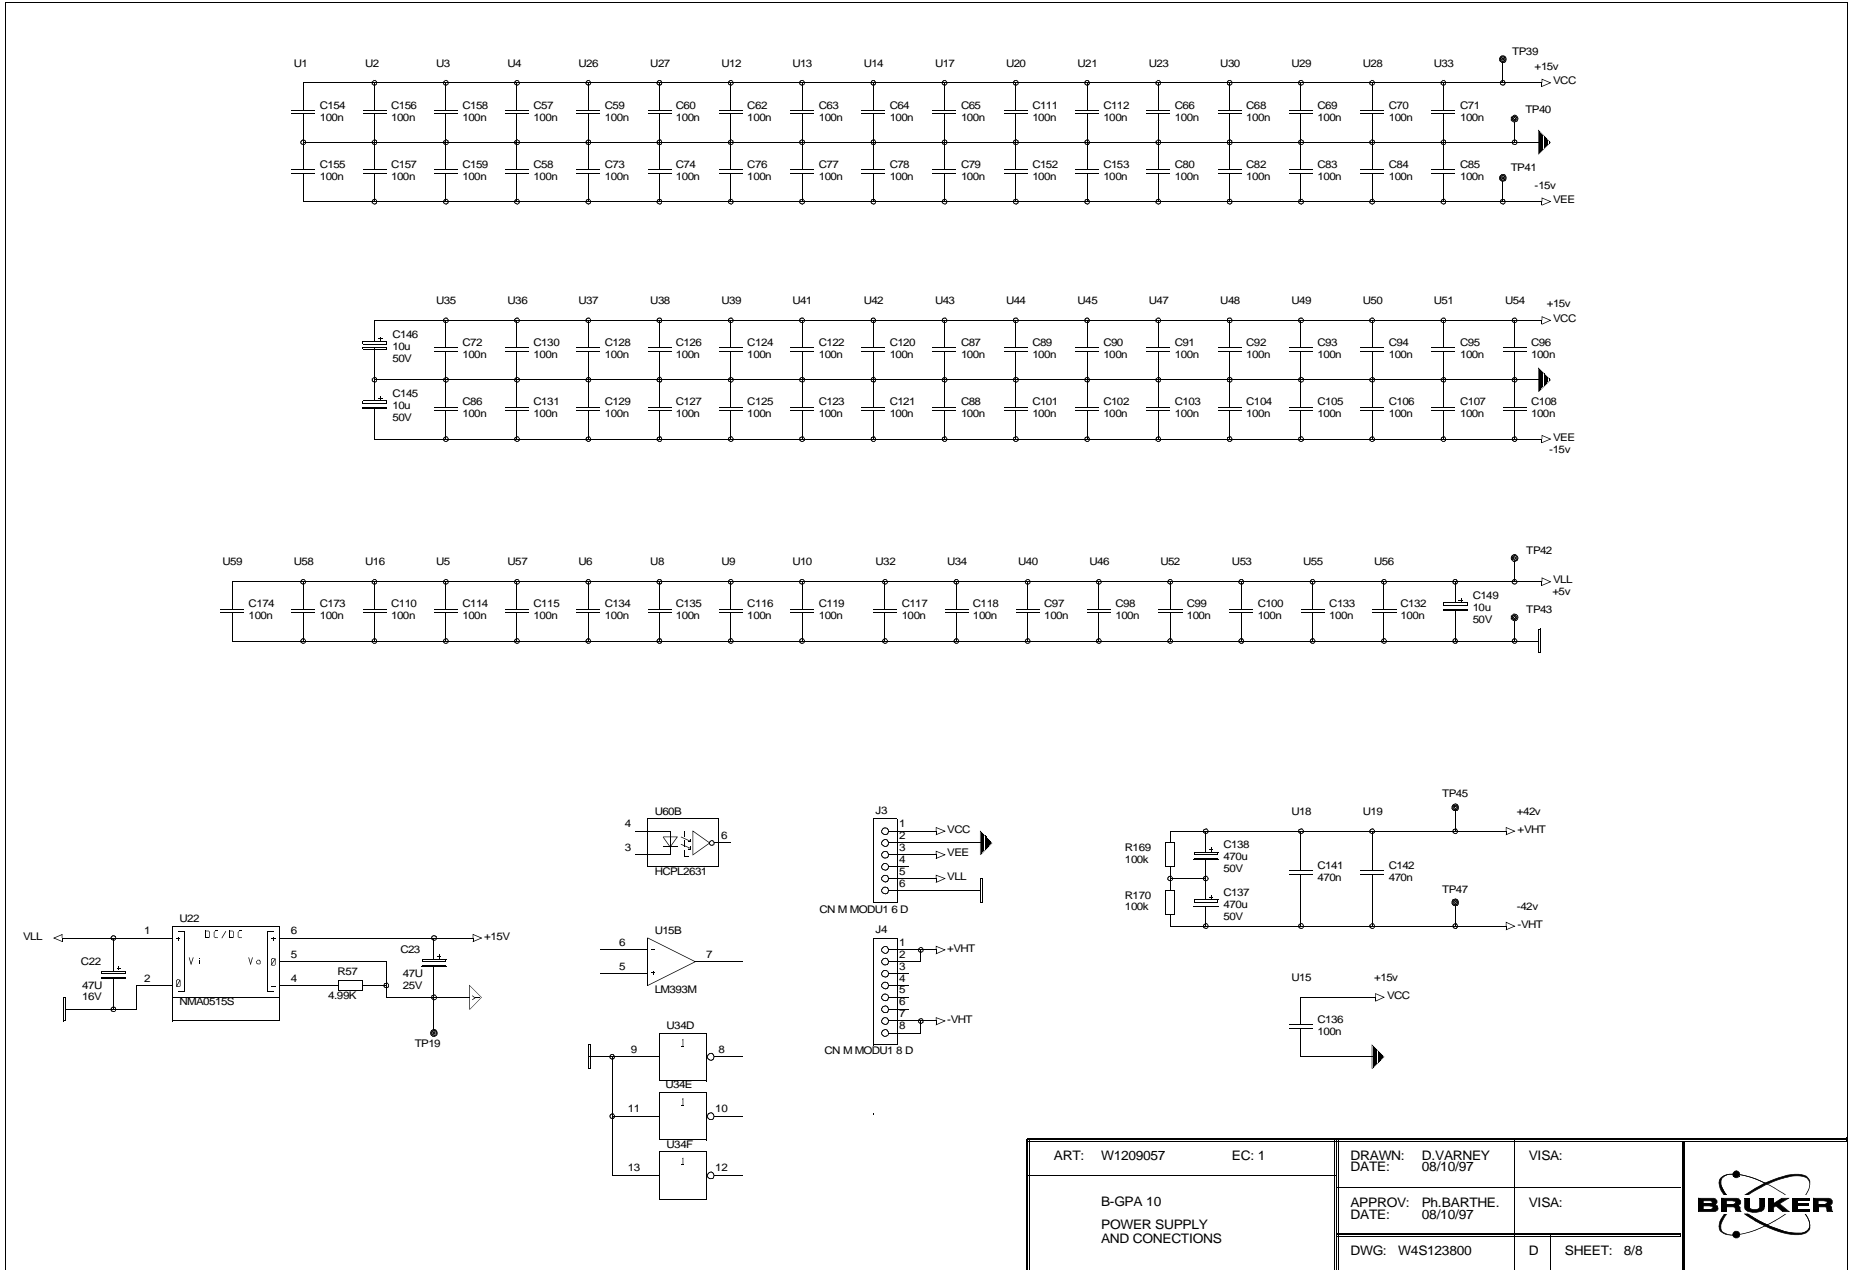 TP39
U1 U2 U3 U4 U26 U27 U12 U13 U14 U17 U20 U21 U23 U30 U29 U28 U33 +15v
VCC
C154 C156 C158 C57 C59 C60 C62 C63 C64 C65 C111 C112 C66 C68 C69 C70 C71 TP40
100n 100n 100n 100n 100n 100n 100n 100n 100n 100n 100n 100n 100n 100n 100n 100n 100n
C155 C157 C159 C58 C73 C74 C76 C77 C78 C79 C152 C153 C80 C82 C83 C84 C85 TP41
100n 100n 100n 100n 100n 100n 100n 100n 100n 100n 100n 100n 100n 100n 100n 100n 100n
-15v
VEE
U35 U36 U37 U38 U39 U41 U42 U43 U44 U45 U47 U48 U49 U50 U51 U54 +15v
VCC
C146 C72 C130 C128 C126 C124 C122 C120 C87 C89 C90 C91 C92 C93 C94 C95 C96
10u 100n 100n 100n 100n 100n 100n 100n 100n 100n 100n 100n 100n 100n 100n 100n 100n
50V
C145 C86 C131 C129 C127 C125 C123 C121 C88 C101 C102 C103 C104 C105 C106 C107 C108
10u 100n 100n 100n 100n 100n 100n 100n 100n 100n 100n 100n 100n 100n 100n 100n 100n
50V
VEE
-15v
TP42
U59 U58 U16 U5 U57 U6 U8 U9 U10 U32 U34 U40 U46 U52 U53 U55 U56
VLL
+5v
C174 C173 C110 C114 C115 C134 C135 C116 C119 C117 C118 C97 C98 C99 C100 C133 C132 C149 TP43
100n 100n 100n 100n 100n 100n 100n 100n 100n 100n 100n 100n 100n 100n 100n 100n 100n 10u
50V
U60B
4
3
6
HCPL2631
J3
1 VCC
2
3 VEE
4
5 VLL
6
CN M MODU1 6 D
TP45
U18 U19 +42v
+VHT
R169
100k
C138
470u
50V
C141
470n
C142
470n
R170
100k
C137
470u
50V
TP47
-42v
-VHT
U22
VLL 1 + DC/DC + 6 +15V
Vi Vo 0 5
C22
47U
16V
2 0 - 4
R57
4.99K
C23
47U
25V
NMA0515S
TP19
U15B
6 -
5 +
7
LM393M
J4
1 +VHT
2
3
4
5
6
7 -VHT
8
CN M MODU1 8 D
U15 +15v
VCC
C136
100n
U34D
9 1 8
U34E
11 1 10
U34F
13 1 12
ART: W1209057 EC: 1
B-GPA 10
POWER SUPPLY
AND CONECTIONS
DRAWN: D.VARNEY VISA:
DATE: 08/10/97
APPROV: Ph.BARTHE. VISA:
DATE: 08/10/97
DWG: W4S123800 D SHEET: 8/8
BRUKER